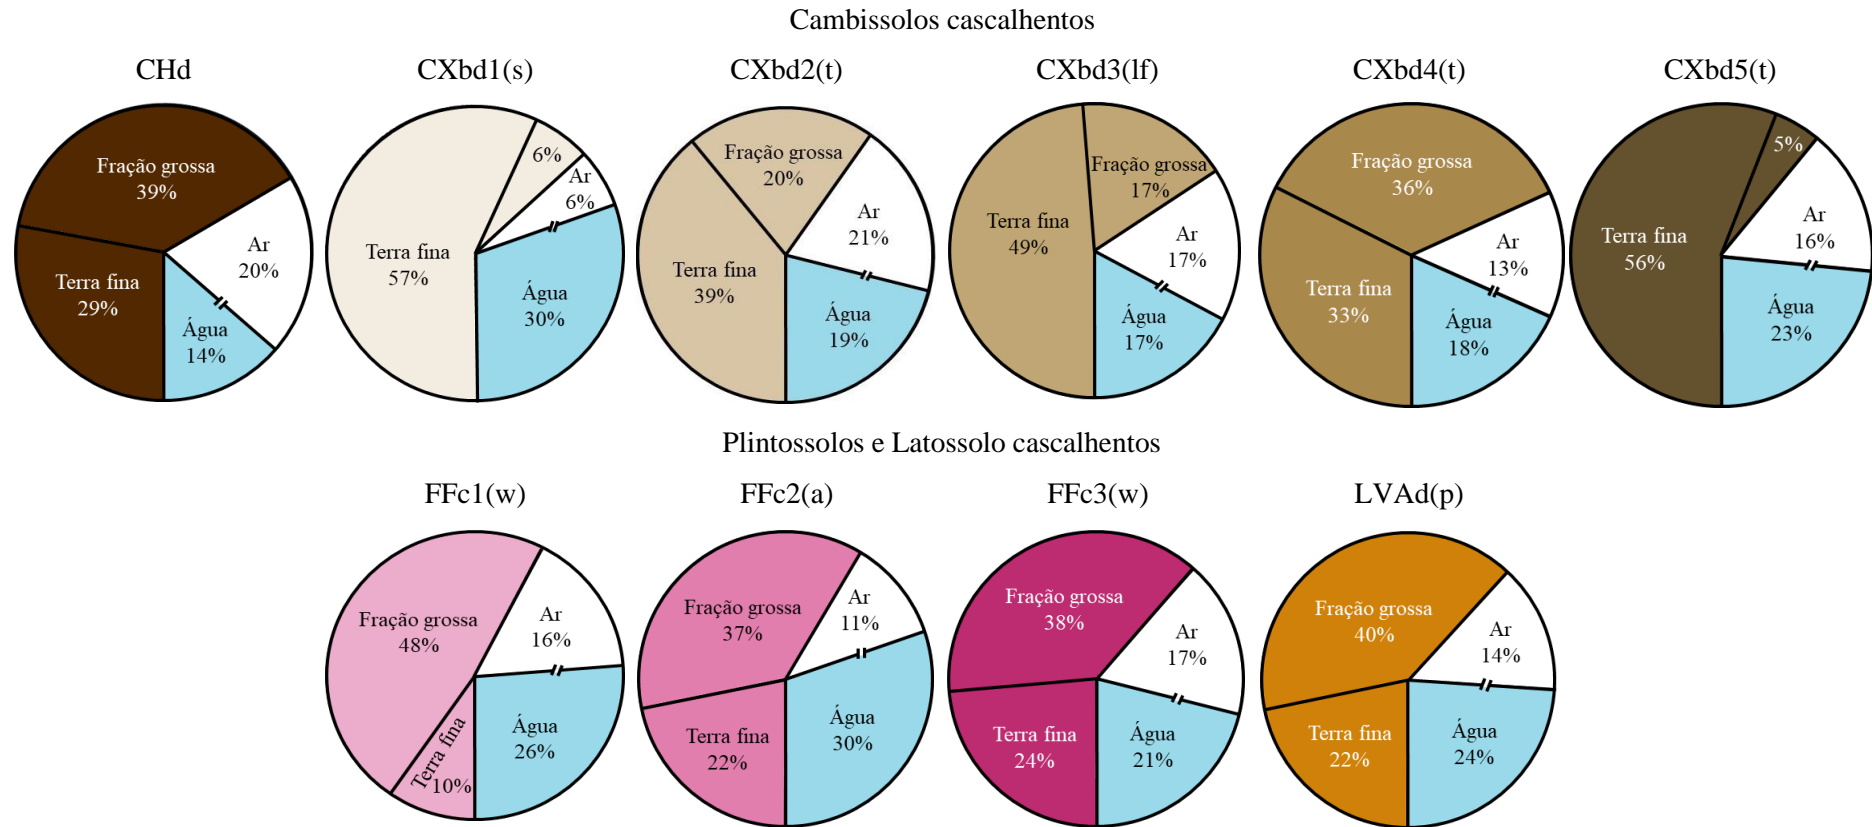 Cambissolos cascalhentos
CHd
Fração grossa
39%
Ar
20%
Terra fina
29%
Água
14%
CXbd1(s)
6%
Ar
6%
Terra fina
57%
Água
30%
CXbd2(t)
Fração grossa
20%
Ar
21%
Terra fina
39%
Água
19%
CXbd3(lf)
Fração grossa
17%
Terra fina
49%
Ar
17%
Água
17%
CXbd4(t)
Fração grossa
36%
Ar
13%
Terra fina
33%
Água
18%
CXbd5(t)
5%
Ar
16%
Terra fina
56%
Água
23%
Plintossolos e Latossolo cascalhentos
FFc1(w)
Fração grossa
48%
Ar
16%
Terra fina
10%
Água
26%
FFc2(a)
Fração grossa
37%
Ar
11%
Terra fina
22%
Água
30%
FFc3(w)
Fração grossa
38%
Ar
17%
Terra fina
24%
Água
21%
LVAd(p)
Fração grossa
40%
Ar
14%
Terra fina
22%
Água
24%